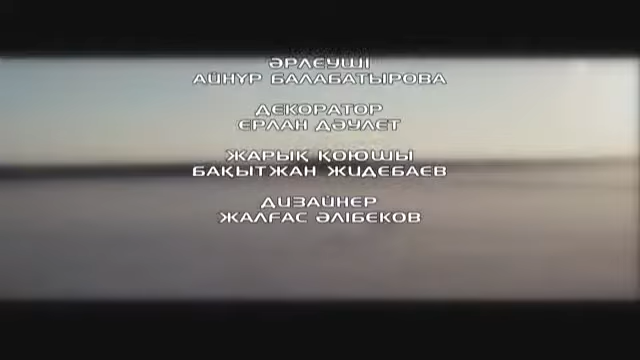 ӘРЛЕУШІ
АЙНҰР БАЛАБАТЫРОВА
ДЕКОРАТОР
ЕРЛАН ДӘУЛЕТ
ЖАРЫҚ ҚОЮШЫ
БАҚЫТЖАН ЖИДЕБАЕВ
ДИЗАЙНЕР
ЖАЛҒАС ӘЛІБЕКОВ